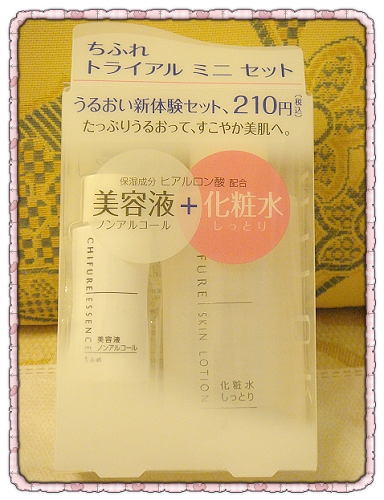 ちふれ
トライアル ミニ セット
うるおい新体験セット、210円(税込)
たっぷりうるおって、すこやか美肌へ。
保湿成分 ヒアルロン酸 配合
美容液+化粧水
ノンアルコール しっとり
CHIFURE ESSENCE
美容液
ノンアルコール
ちふれ
FURE SKIN LOTION
化粧水
しっとり